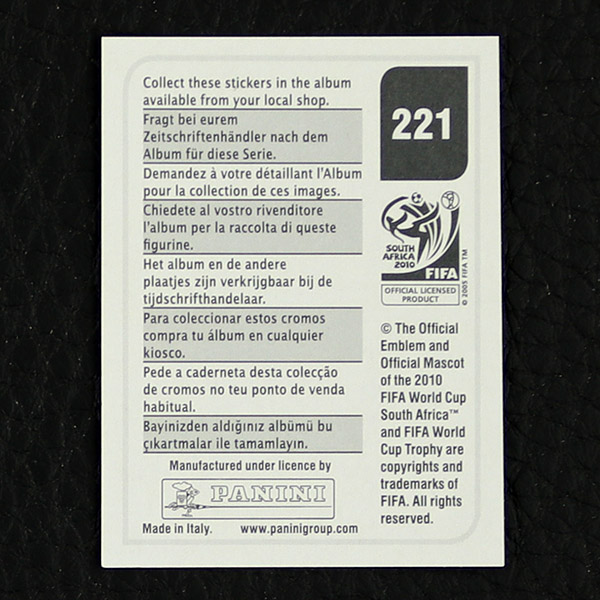 Collect these stickers in the album
available from your local shop.
Fragt bei eurem
Zeitschriftenhändler nach dem
Album für diese Serie.
Demandez à votre détaillant l'Album
pour la collection de ces images.
Chiedete al vostro rivenditore
l'album per la raccolta di queste
figurine.
Het album en de andere
plaatjes zijn verkrijgbaar bij de
tijdschrifthandelaar.
Para coleccionar estos cromos
compra tu álbum en cualquier
kiosco.
Pede a caderneta desta colecção
de cromos no teu ponto de venda
habitual.
Bayinizden aldığınız albümü bu
çıkartmalar ile tamamlayın.
Manufactured under licence by
PANINI
Made in Italy. www.paninigroup.com
221
SOUTH
AFRICA
2010
FIFA
OFFICIAL LICENSED
PRODUCT
© 2005 FIFA TM
© The Official
Emblem and
Official Mascot
of the 2010
FIFA World Cup
South Africa™
and FIFA World
Cup Trophy are
copyrights and
trademarks of
FIFA. All rights
reserved.